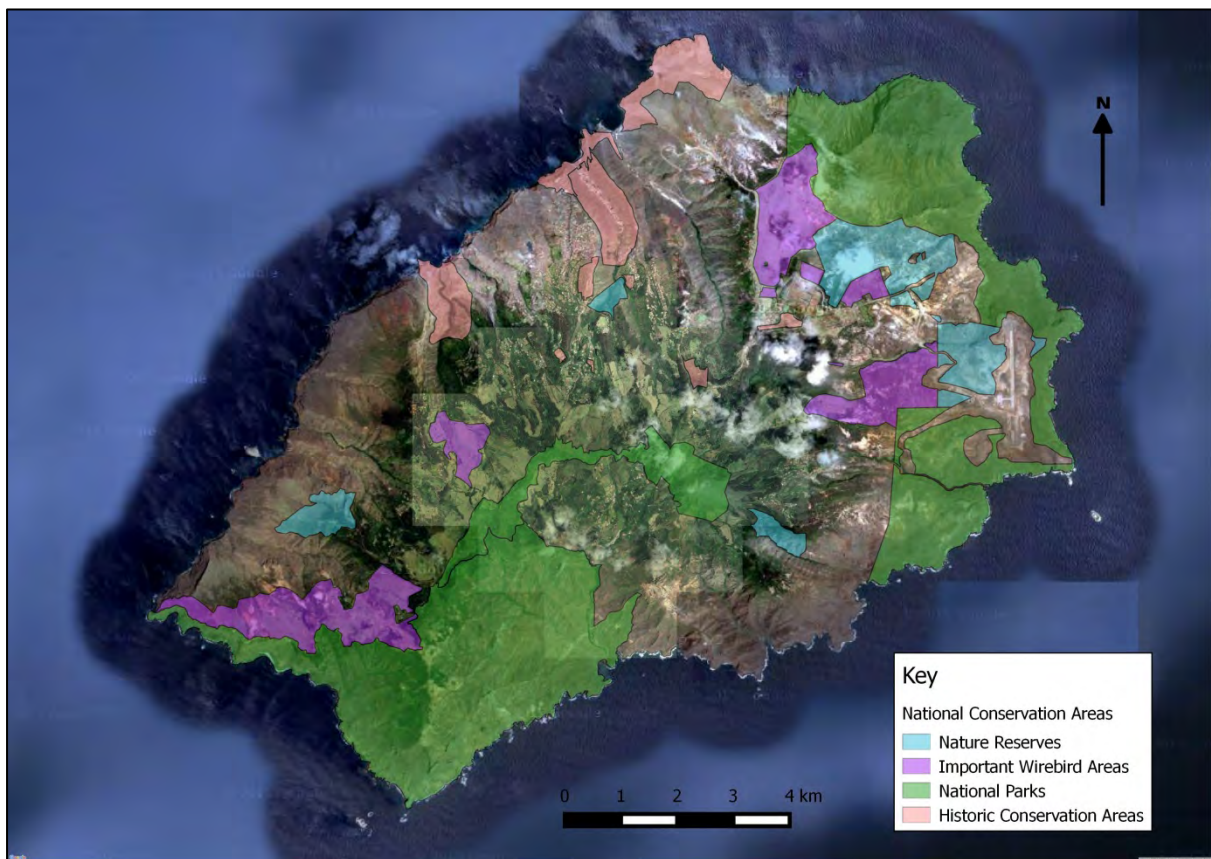 N
Key
National Conservation Areas
Nature Reserves
Important Wirebird Areas
National Parks
Historic Conservation Areas
0 1 2 3 4 km